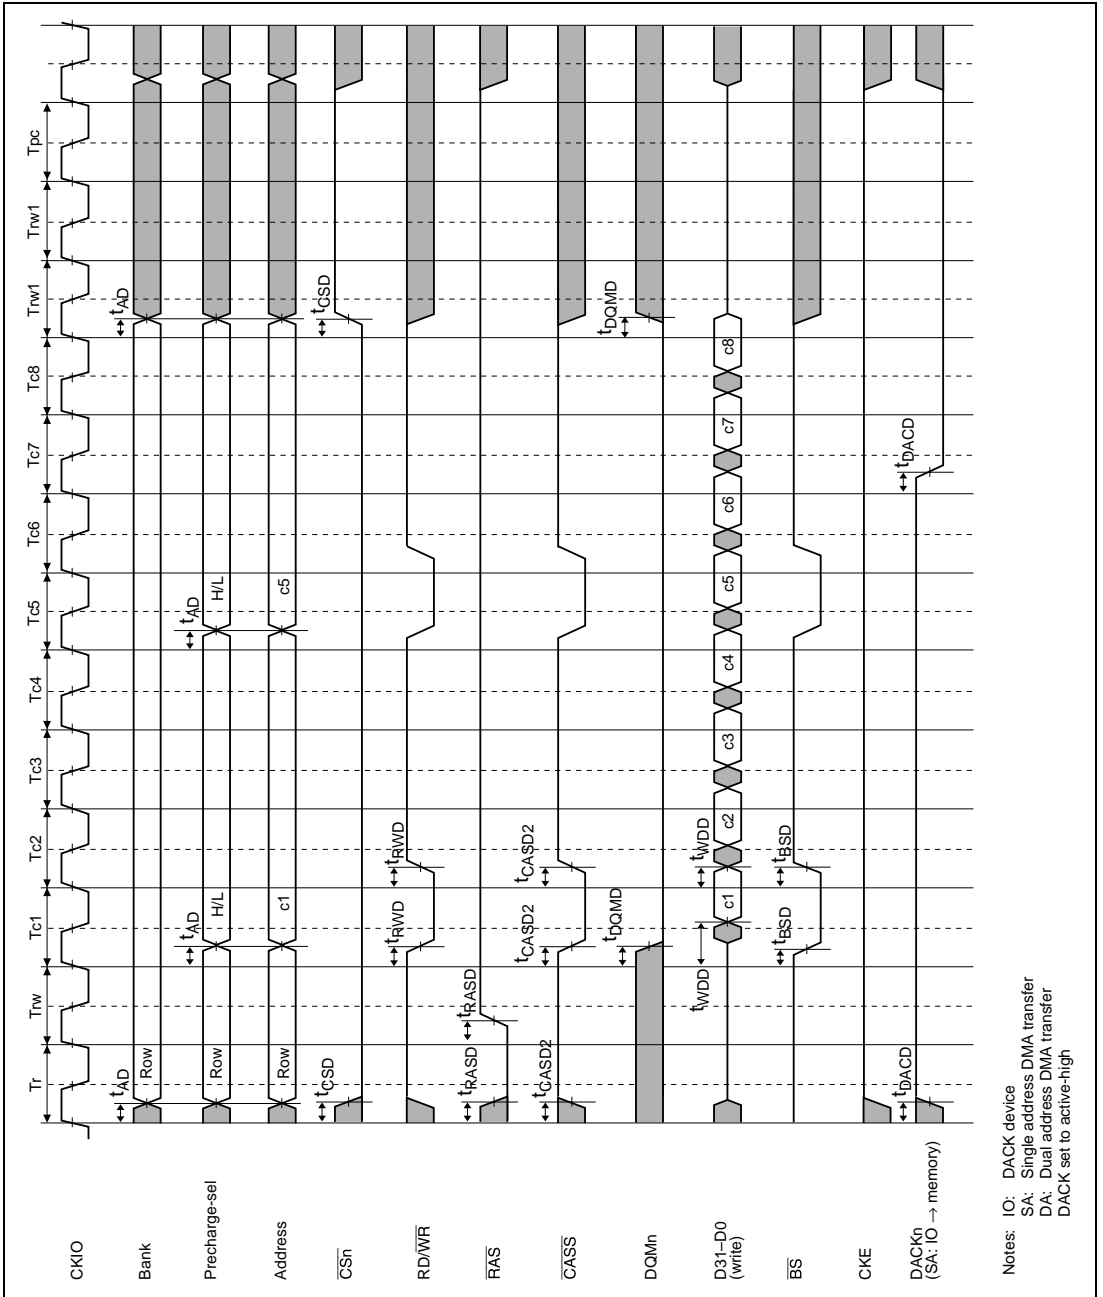 Tr Trw Tc1 Tc2 Tc3 Tc4 Tc5 Tc6 Tc7 Tc8 Trw1 Trw1 Tpc
CKIO
Bank tAD Row tAD
Precharge-sel Row tAD H/L tAD H/L
Address Row c1 c5
CSn tCSD tCSD
RD/WR tRWD tRWD
RAS tRASD tRASD
CASS tCASD2 tCASD2 tCASD2
DQMn tDQMD tDQMD
D31–D0
(write) tWDD c1 tWDD c2 c3 c4 c5 c6 c7 c8
BS tBSD tBSD
CKE
DACKn
(SA: IO → memory) tDACD tDACD
Notes: IO: DACK device
SA: Single address DMA transfer
DA: Dual address DMA transfer
DACK set to active-high